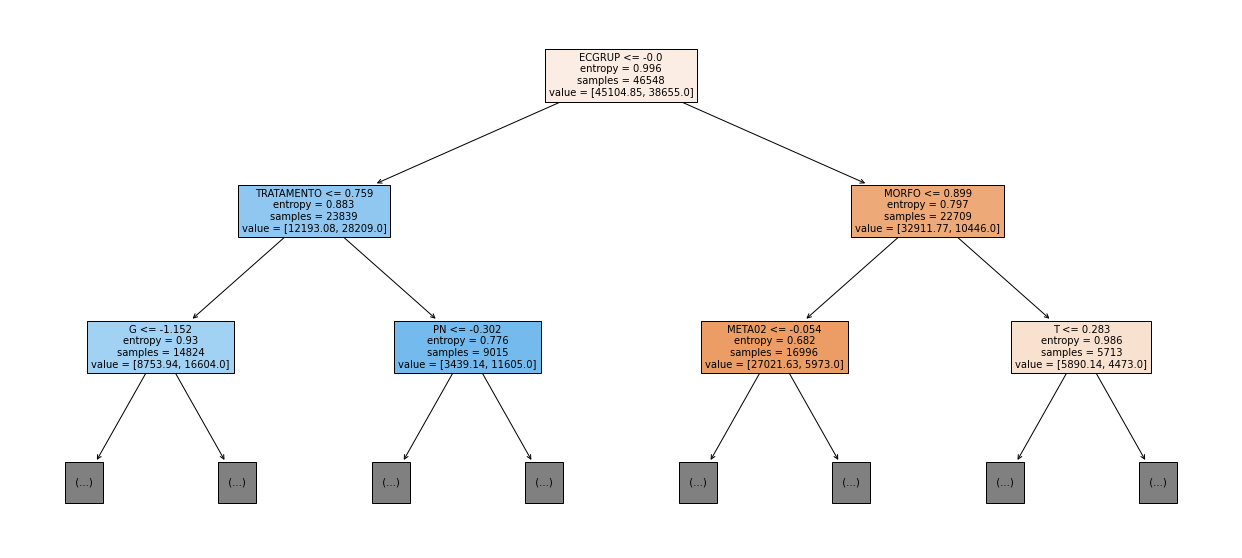 ECGRUP <= -0.0
entropy = 0.996
samples = 46548
value = [45104.85, 38655.0]
TRATAMENTO <= 0.759
entropy = 0.883
samples = 23839
value = [12193.08, 28209.0]
MORFO <= 0.899
entropy = 0.797
samples = 22709
value = [32911.77, 10446.0]
G <= -1.152
entropy = 0.93
samples = 14824
value = [8753.94, 16604.0]
PN <= -0.302
entropy = 0.776
samples = 9015
value = [3439.14, 11605.0]
META02 <= -0.054
entropy = 0.682
samples = 16996
value = [27021.63, 5973.0]
T <= 0.283
entropy = 0.986
samples = 5713
value = [5890.14, 4473.0]
(...)
(...)
(...)
(...)
(...)
(...)
(...)
(...)